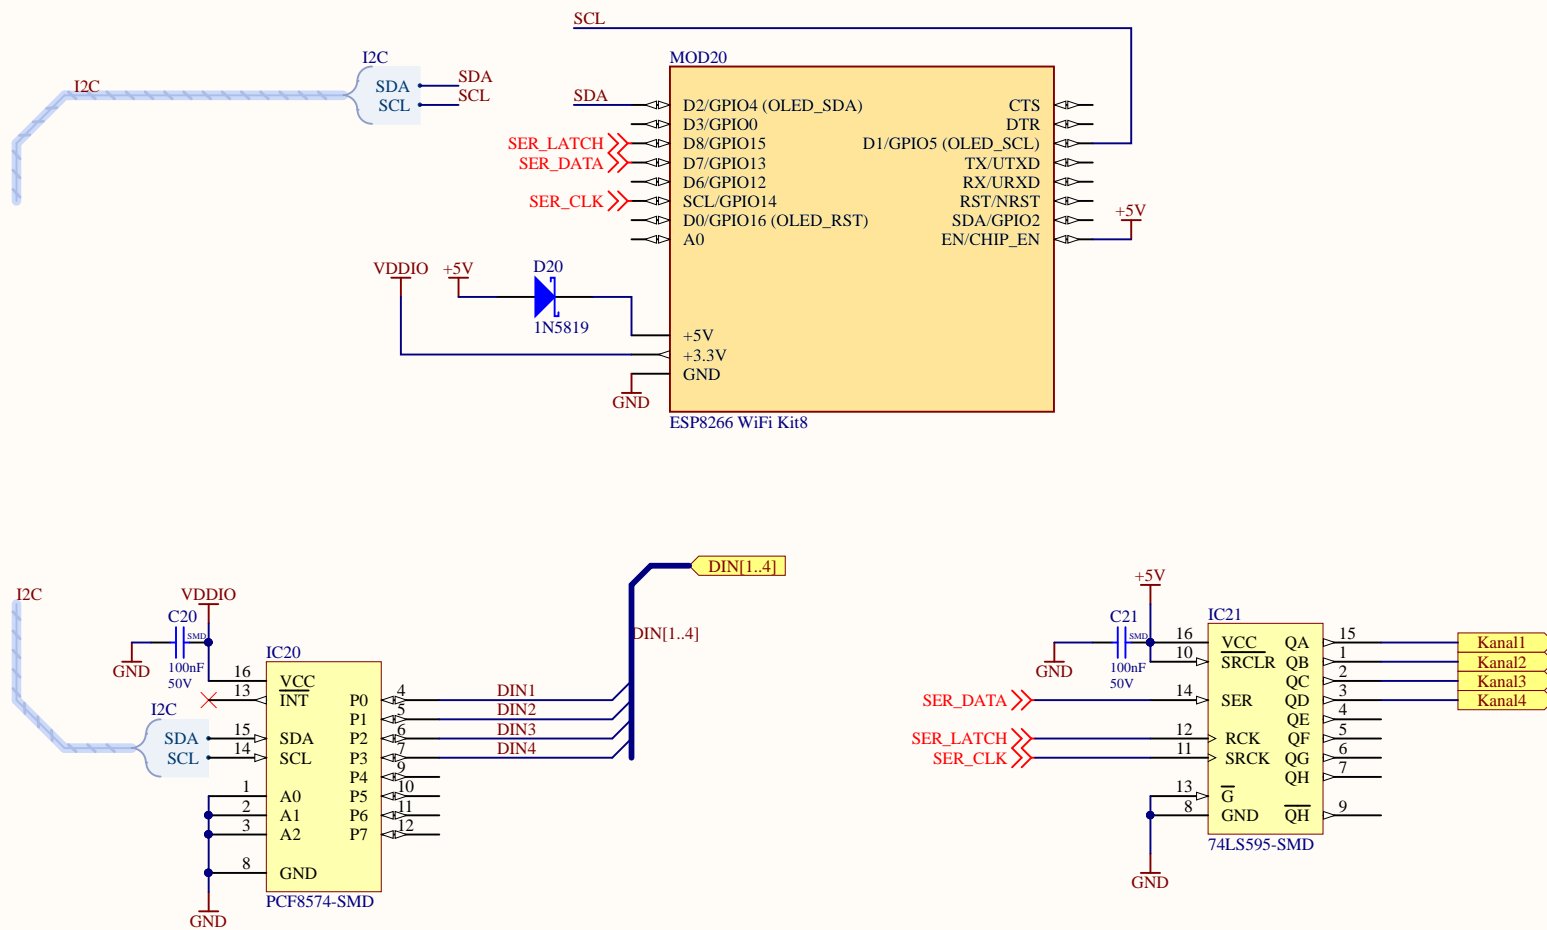 SCL
I2C
I2C
SDA
SCL
SDA
SCL
SDA
MOD20
D2/GPIO4 (OLED_SDA)
D3/GPIO0
SER_LATCH
D8/GPIO15
SER_DATA
D7/GPIO13
D6/GPIO12
SER_CLK
SCL/GPIO14
D0/GPIO16 (OLED_RST)
A0
CTS
DTR
D1/GPIO5 (OLED_SCL)
TX/UTXD
RX/URXD
RST/NRST
SDA/GPIO2
EN/CHIP_EN
+5V
VDDIO
+5V
D20
1N5819
+5V
+3.3V
GND
GND
ESP8266 WiFi Kit8
I2C
VDDIO
C20
SMD
100nF
50V
GND
IC20
16
VCC
13
INT
I2C
SDA
SCL
15
SDA
14
SCL
1
A0
2
A1
3
A2
8
GND
GND
P0
4
DIN1
P1
5
DIN2
P2
6
DIN3
P3
7
DIN4
P4
9
P5
10
P6
11
P7
12
PCF8574-SMD
DIN[1..4]
DIN[1..4]
+5V
C21
SMD
100nF
50V
GND
IC21
16
VCC
10
SRCLR
SER_DATA
14
SER
SER_LATCH
12
RCK
SER_CLK
11
SRCK
13
G
8
GND
GND
QA
15
Kanal1
QB
1
Kanal2
QC
2
Kanal3
QD
3
Kanal4
QE
4
QF
5
QG
6
QH
7
QH
9
74LS595-SMD